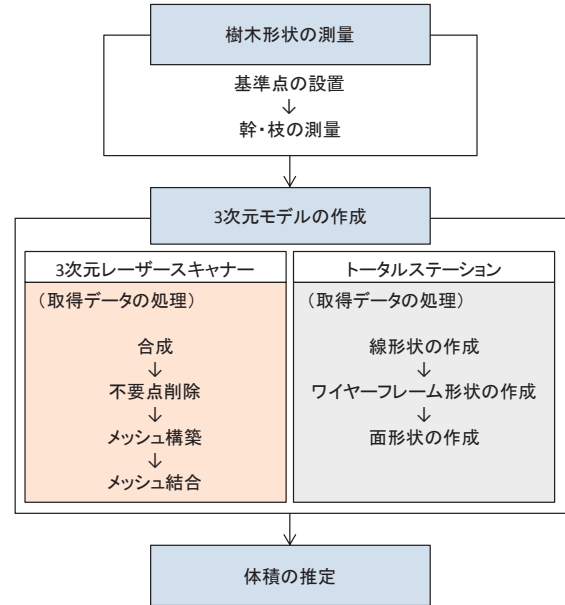 樹木形状の測量
基準点の設置
↓
幹・枝の測量
3次元モデルの作成
3次元レーザースキャナー
（取得データの処理）
合成
↓
不要点削除
↓
メッシュ構築
↓
メッシュ結合
トータルステーション
（取得データの処理）
線形状の作成
↓
ワイヤーフレーム形状の作成
↓
面形状の作成
体積の推定